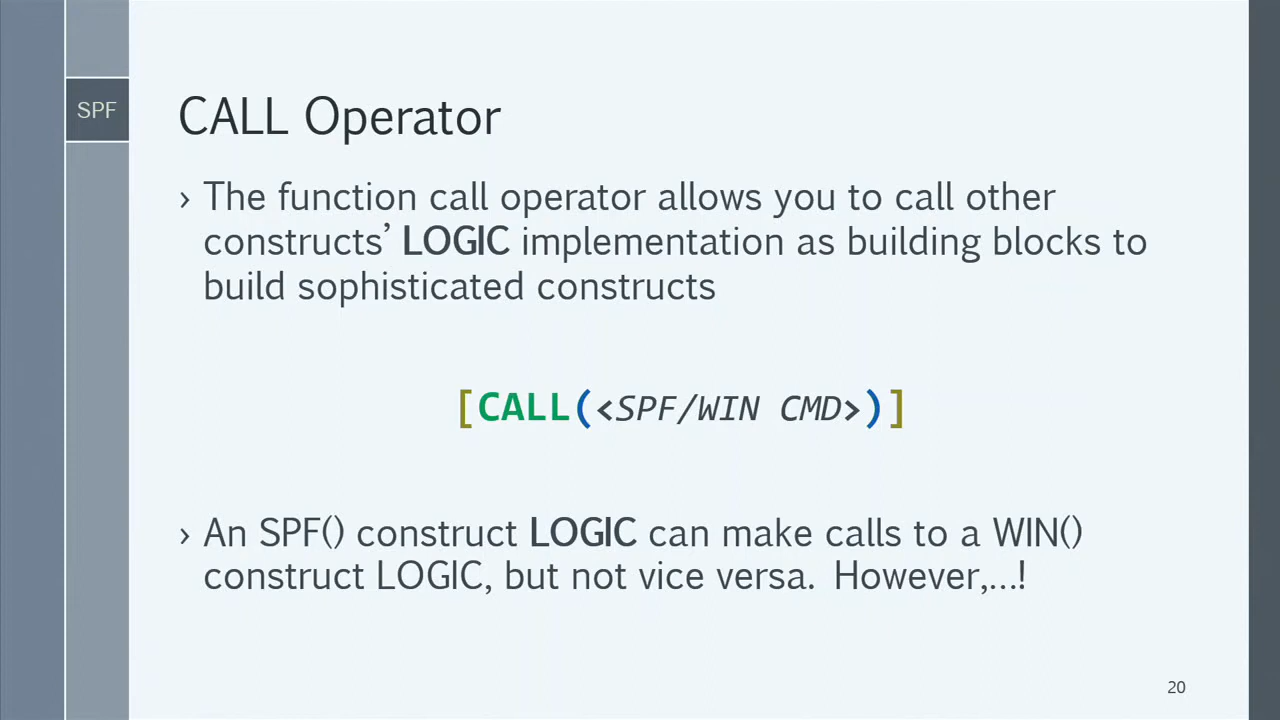 SPF
CALL Operator
› The function call operator allows you to call other
constructs’ LOGIC implementation as building blocks to
build sophisticated constructs
[CALL(<SPF/WIN CMD>)]
› An SPF() construct LOGIC can make calls to a WIN()
construct LOGIC, but not vice versa. However,...!
20